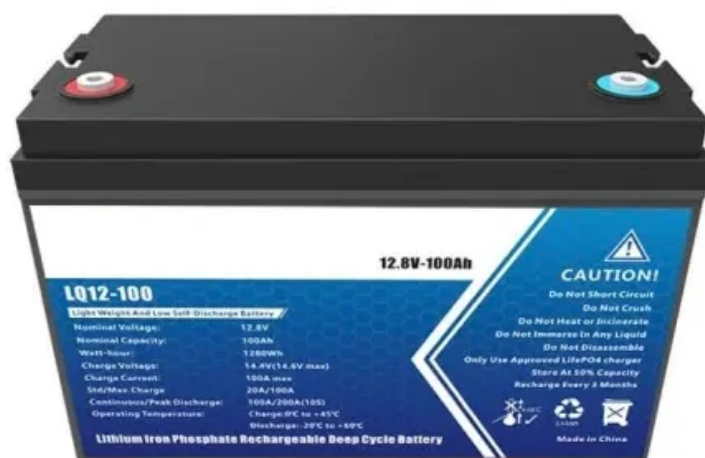 12.8V-100Ah
LQ12-100
Light Weight And Low Self-Discharge Battery
Nominal Voltage: 12.8V
Nominal Capacity: 100Ah
Watt-hour: 1280Wh
Charge Voltage: 14.4V(14.6V max)
Charge Current: 100A max
Std/Max.Charge 20A/100A
Continuous/Peak Discharge: 100A/200A(10S)
Operating Temperature: Charge:0℃ to +45℃
Discharge:-20℃ to +60℃
Lithium Iron Phosphate Rechargeable Deep Cycle Battery
CAUTION!
Do Not Short Circuit
Do Not Crush
Do Not Heat or Incinerate
Do Not Immerse In Any Liquid
Do Not Disassemble
Only Use Approved LifePO4 charger
Store At 50% Capacity
Recharge Every 3 Months
Li-ion
Made in China